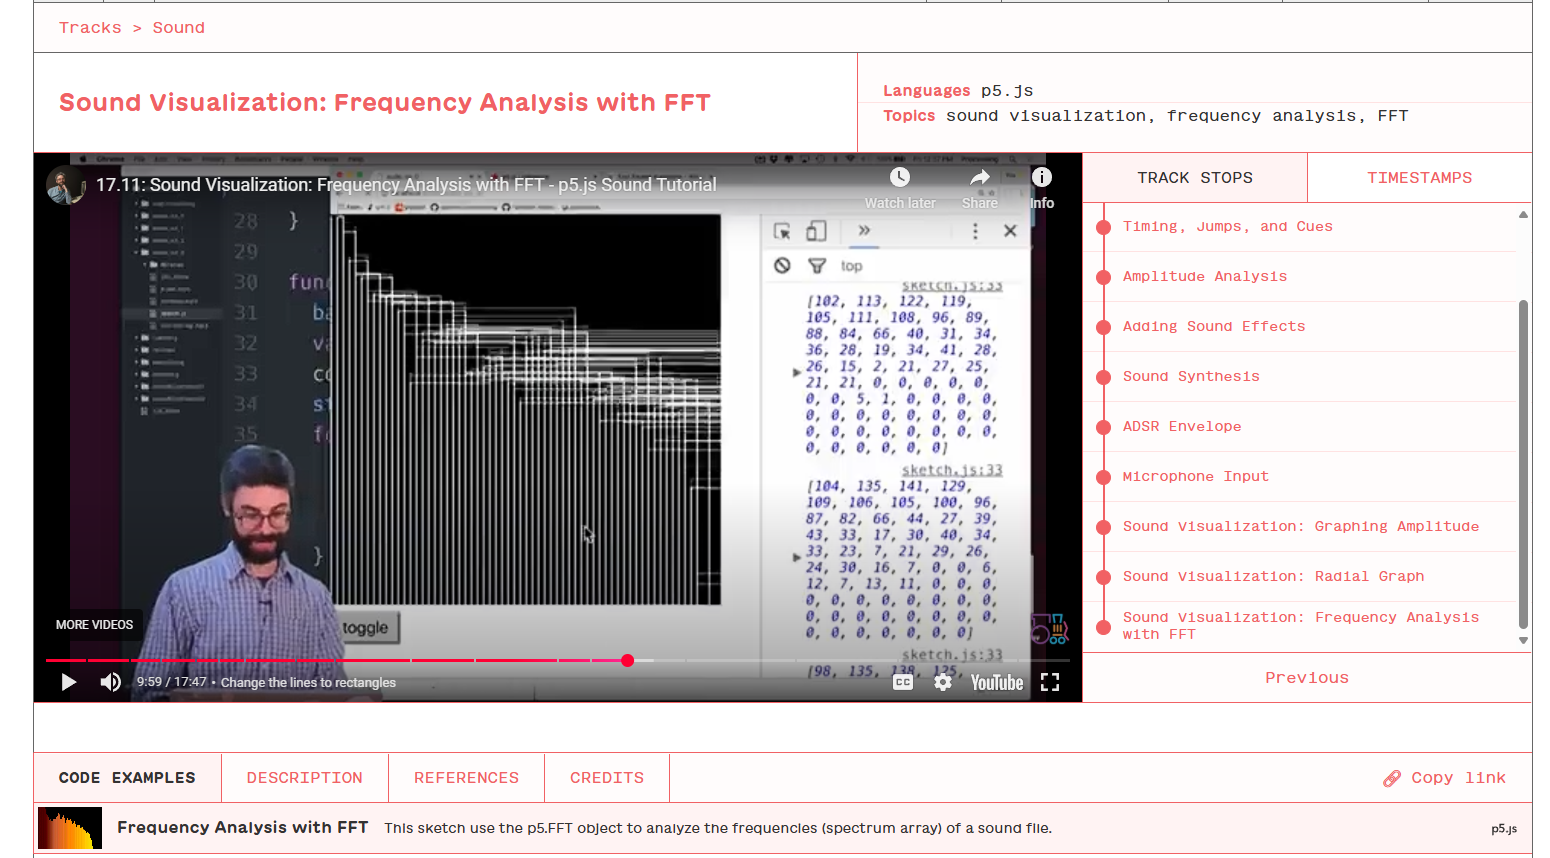 Tracks > Sound
Sound Visualization: Frequency Analysis with FFT
Languages p5.js
Topics sound visualization, frequency analysis, FFT
17.11: Sound Visualization: Frequency Analysis with FFT - p5.js Sound Tutorial
Watch later
Share
Info
28 }
29
30 func
31 ba
32 va
33 co
34 st
35 fo
}
top
sketch.js:33
[102, 113, 122, 119,
105, 111, 108, 96, 89,
88, 84, 66, 40, 31, 34,
36, 28, 19, 34, 41, 28,
26, 15, 2, 21, 27, 25,
21, 21, 0, 0, 0, 0, 0,
0, 0, 5, 1, 0, 0, 0, 0,
0, 0, 0, 0, 0, 0, 0, 0,
0, 0, 0, 0, 0, 0, 0, 0,
0, 0, 0, 0, 0, 0]
sketch.js:33
[104, 135, 141, 129,
109, 106, 105, 100, 96,
87, 82, 66, 44, 27, 39,
43, 33, 17, 30, 40, 34,
33, 23, 7, 21, 29, 26,
24, 30, 16, 7, 0, 0, 6,
12, 7, 13, 11, 0, 0, 0,
0, 0, 0, 0, 0, 0, 0, 0,
0, 0, 0, 0, 0, 0, 0, 0,
0, 0, 0, 0, 0, 0, 0]
sketch.js:33
[98, 135, 138, 125,
toggle
MORE VIDEOS
9:59 / 17:47 • Change the lines to rectangles
CC
YouTube
TRACK STOPS
TIMESTAMPS
Timing, Jumps, and Cues
Amplitude Analysis
Adding Sound Effects
Sound Synthesis
ADSR Envelope
Microphone Input
Sound Visualization: Graphing Amplitude
Sound Visualization: Radial Graph
Sound Visualization: Frequency Analysis
with FFT
Previous
CODE EXAMPLES
DESCRIPTION
REFERENCES
CREDITS
Copy link
Frequency Analysis with FFT This sketch use the p5.FFT object to analyze the frequencies (spectrum array) of a sound file.
p5.js